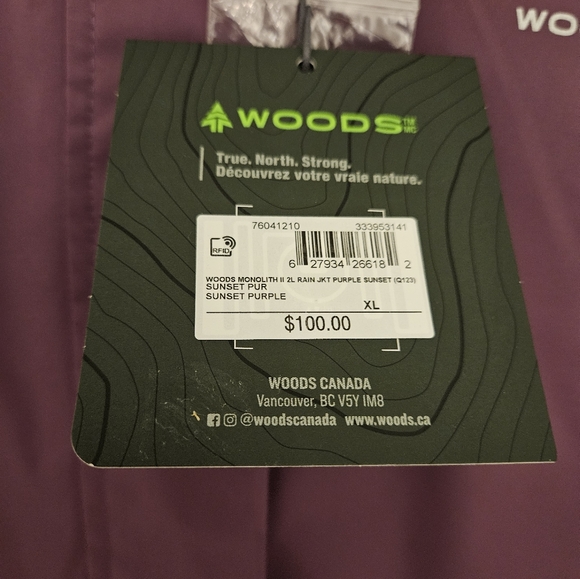 WO
WOODS TM MC
True. North. Strong.
Découvrez votre vraie nature.
76041210 333953141
RFID
6 27934 26618 2
WOODS MONOLITH II 2L RAIN JKT PURPLE SUNSET (Q123)
SUNSET PUR
SUNSET PURPLE
XL
$100.00
WOODS CANADA
Vancouver, BC V5Y 1M8
@woodscanada www.woods.ca